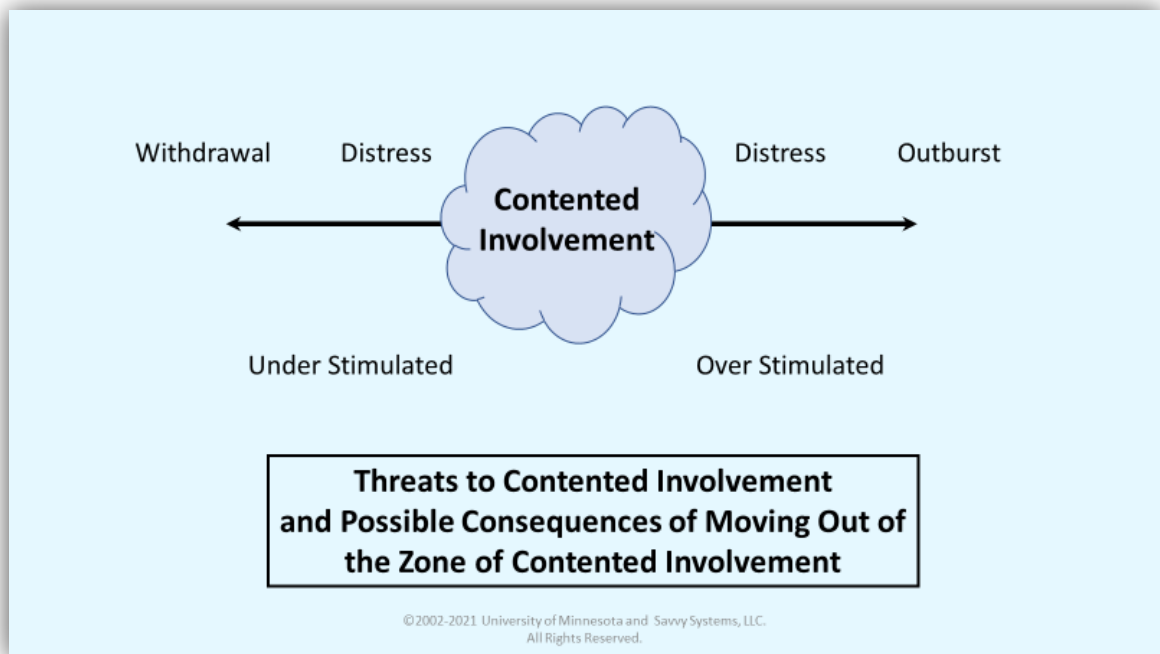 Withdrawal Distress Distress Outburst
Contented
Involvement
Under Stimulated Over Stimulated
Threats to Contented Involvement
and Possible Consequences of Moving Out of
the Zone of Contented Involvement
©2002-2021 University of Minnesota and Savvy Systems, LLC.
All Rights Reserved.